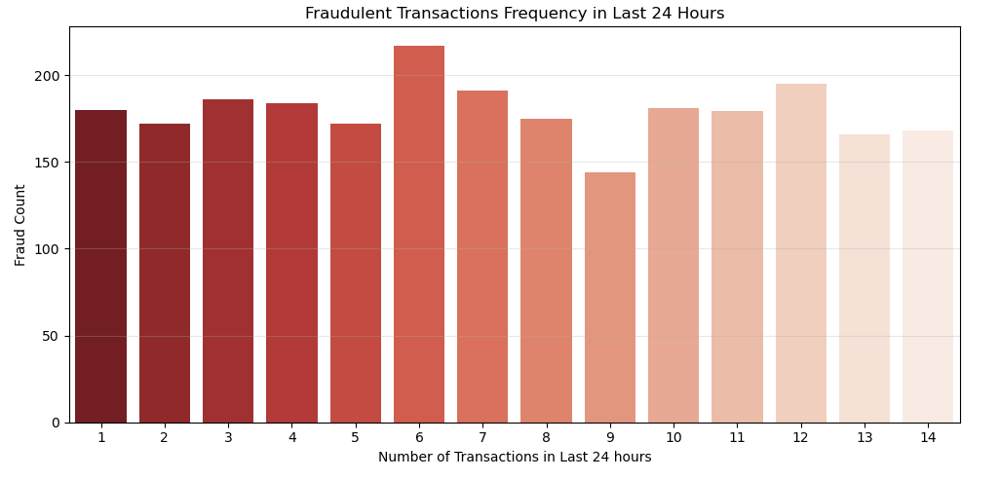 Fraudulent Transactions Frequency in Last 24 Hours
200
150
100
50
0
Fraud Count
1 2 3 4 5 6 7 8 9 10 11 12 13 14
Number of Transactions in Last 24 hours